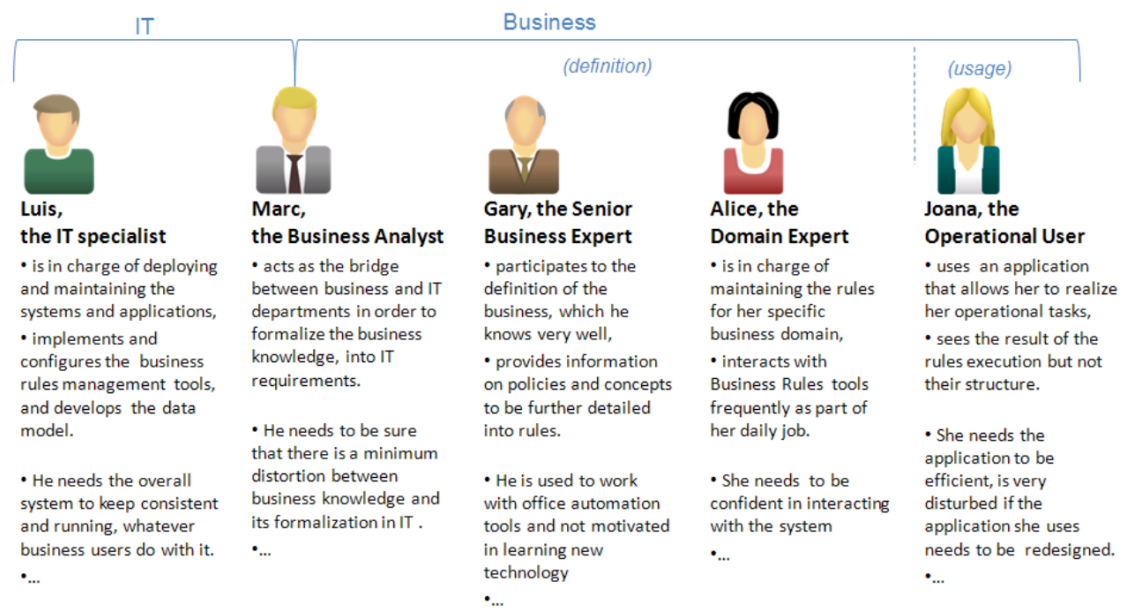 IT
Business
(definition)
(usage)
Luis,
the IT specialist
• is in charge of deploying
and maintaining the
systems and applications,
• implements and
configures the business
rules management tools,
and develops the data
model.
• He needs the overall
system to keep consistent
and running, whatever
business users do with it.
•...
Marc,
the Business Analyst
• acts as the bridge
between business and IT
departments in order to
formalize the business
knowledge, into IT
requirements.
• He needs to be sure
that there is a minimum
distortion between
business knowledge and
its formalization in IT .
•...
Gary, the Senior
Business Expert
• participates to the
definition of the
business, which he
knows very well,
• provides information
on policies and concepts
to be further detailed
into rules.
• He is used to work
with office automation
tools and not motivated
in learning new
technology
•...
Alice, the
Domain Expert
• is in charge of
maintaining the rules
for her specific
business domain,
• interacts with
Business Rules tools
frequently as part of
her daily job.
• She needs to be
confident in interacting
with the system
•...
Joana, the
Operational User
• uses an application
that allows her to realize
her operational tasks,
• sees the result of the
rules execution but not
their structure.
• She needs the
application to be
efficient, is very
disturbed if the
application she uses
needs to be redesigned.
•...